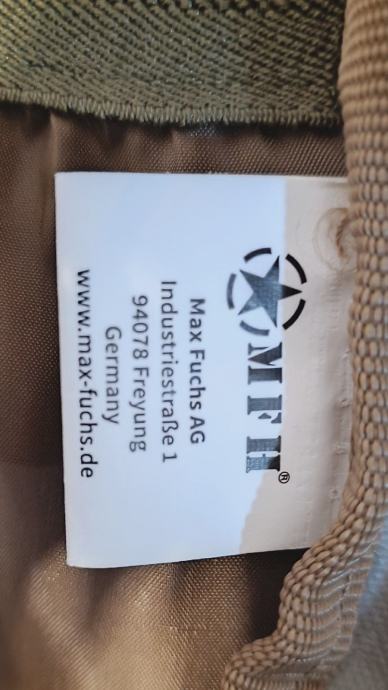 MFH®
Max Fuchs AG
Industriestraße 1
94078 Freyung
Germany
www.max-fuchs.de